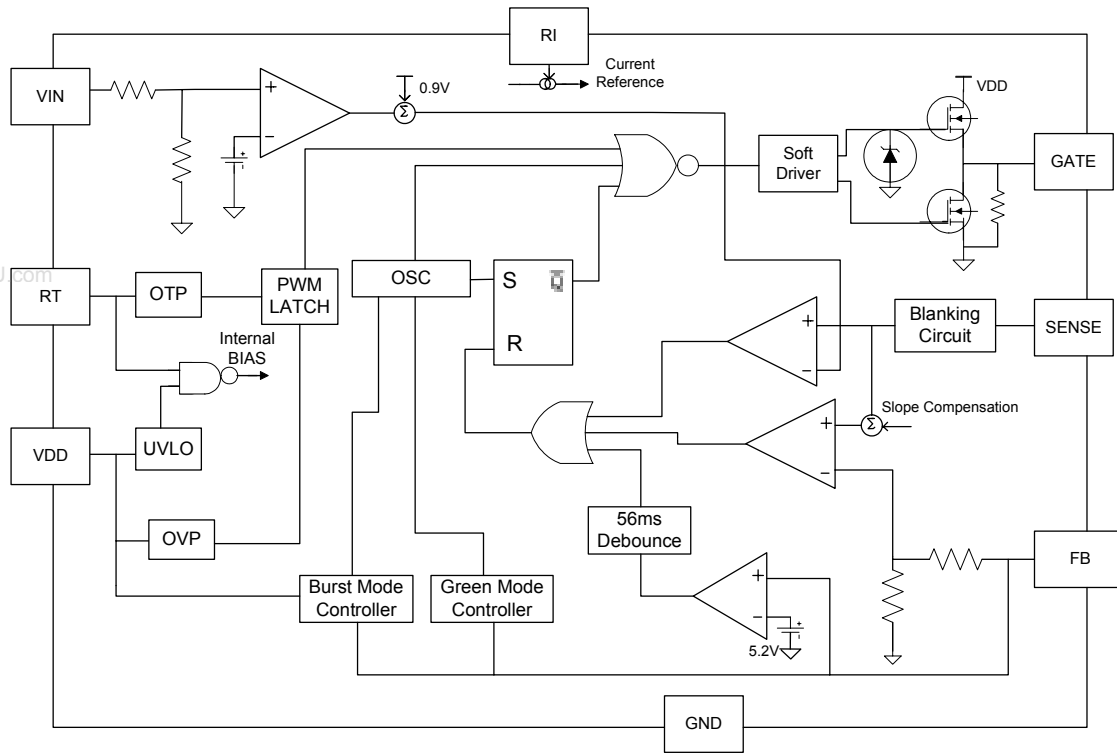 RI
Current
Reference
VIN
+
−
0.9V
Σ
VDD
Soft
Driver
GATE
J.com
RT
OTP
PWM
LATCH
OSC
S
Q
R
Internal
BIAS
+
−
Blanking
Circuit
SENSE
Slope Compensation
Σ
VDD
UVLO
+
−
OVP
56ms
Debounce
FB
Burst Mode
Controller
Green Mode
Controller
+
−
5.2V
GND